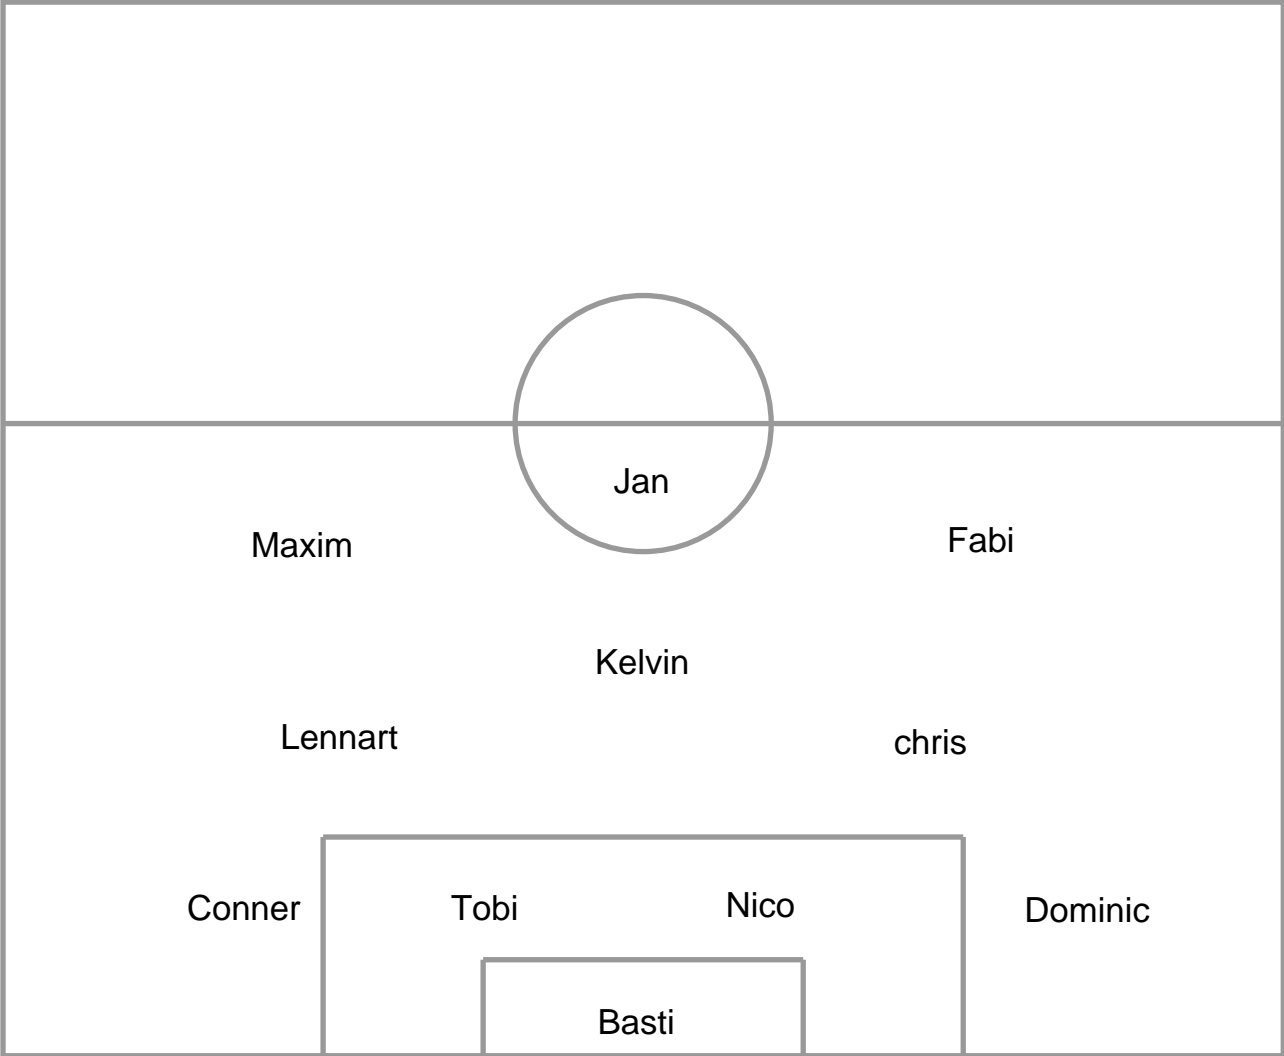 Jan
Maxim
Fabi
Kelvin
Lennart
chris
Conner
Tobi
Nico
Dominic
Basti